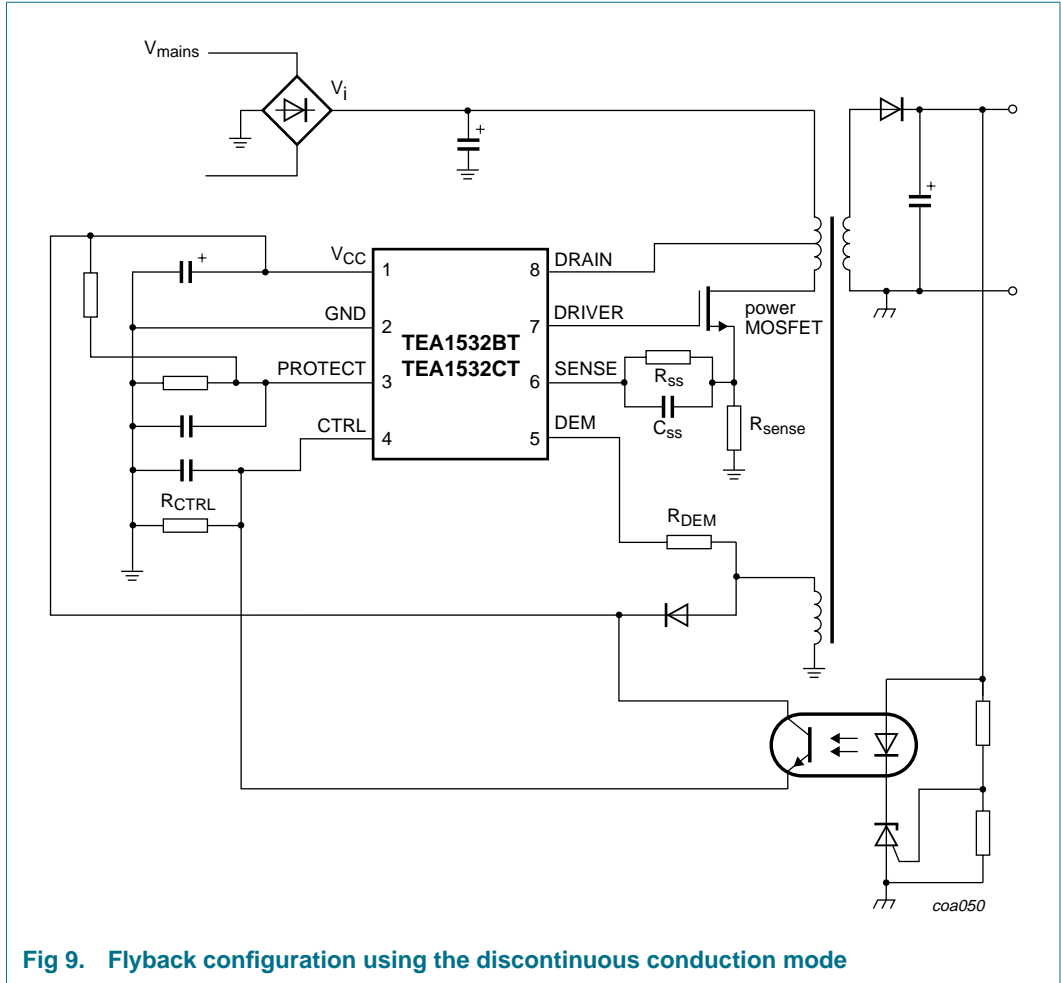 Vmains
Vi
+
+
+
VCC
1
8
DRAIN
GND
2
7
DRIVER
power
MOSFET
TEA1532BT
TEA1532CT
PROTECT
3
6
SENSE
Rss
Css
Rsense
CTRL
4
5
DEM
RCTRL
RDEM
coa050
Fig 9. Flyback configuration using the discontinuous conduction mode